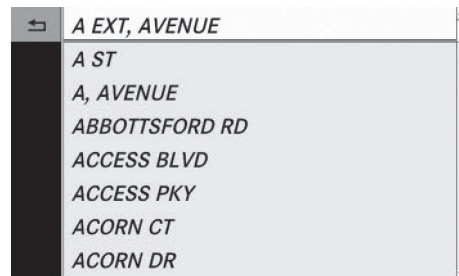 A EXT, AVENUE
A ST
A, AVENUE
ABBOTTSFORD RD
ACCESS BLVD
ACCESS PKY
ACORN CT
ACORN DR